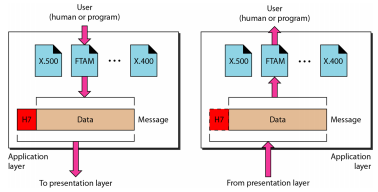 User
(human or program)
X.500
FTAM
• • •
X.400
H7
Data
Message
Application
layer
To presentation layer
User
(human or program)
X.500
FTAM
• • •
X.400
H7
Data
Message
Application
layer
From presentation layer